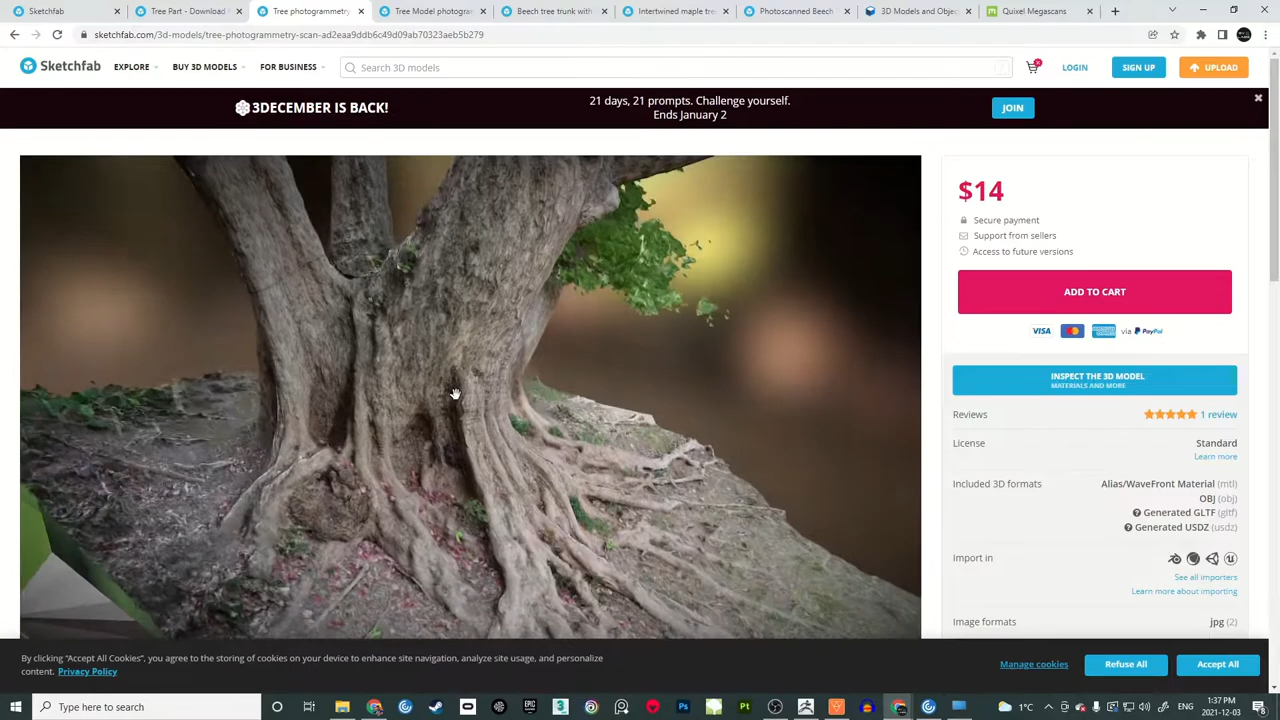 Sketchfab
Tree Part - Download F
3Dexport
Tree photogrammetry
Tree Model photogram
Beech tree trunk with
Intertwined maple tre
Photoscanned Beech
3D Models and Objec
sketchfab.com/3d-models/tree-photogrammetry-scan-ad2eaa9ddb6c49d09ab70323aeb5b279
Sketchfab
EXPLORE
BUY 3D MODELS
FOR BUSINESS
Search 3D models
LOGIN
SIGN UP
UPLOAD
3DECEMBER IS BACK!
21 days, 21 prompts. Challenge yourself.
Ends January 2
JOIN
$14
Secure payment
Support from sellers
Access to future versions
ADD TO CART
VISA
via PayPal
INSPECT THE 3D MODEL
MATERIALS AND MORE
Reviews
1 review
License
Standard
Learn more
Included 3D formats
Alias/WaveFront Material (mtl)
OBJ (obj)
Generated GLTF (gltf)
Generated USDZ (usdz)
Import in
See all importers
Learn more about importing
Image formats
jpg (2)
By clicking “Accept All Cookies”, you agree to the storing of cookies on your device to enhance site navigation, analyze site usage, and personalize
content. Privacy Policy
Manage cookies
Refuse All
Accept All
Type here to search
EPIC
Ps
Pt
1°C
1:37 PM
2021-12-03